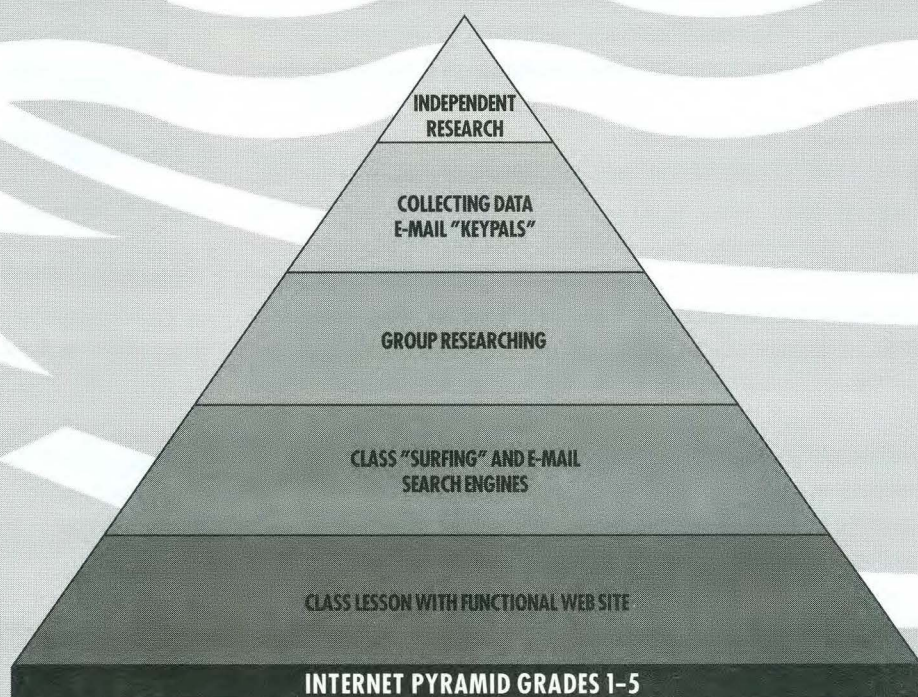 INDEPENDENT
RESEARCH
COLLECTING DATA
E-MAIL "KEYPALS"
GROUP RESEARCHING
CLASS "SURFING" AND E-MAIL
SEARCH ENGINES
CLASS LESSON WITH FUNCTIONAL WEB SITE
INTERNET PYRAMID GRADES 1–5